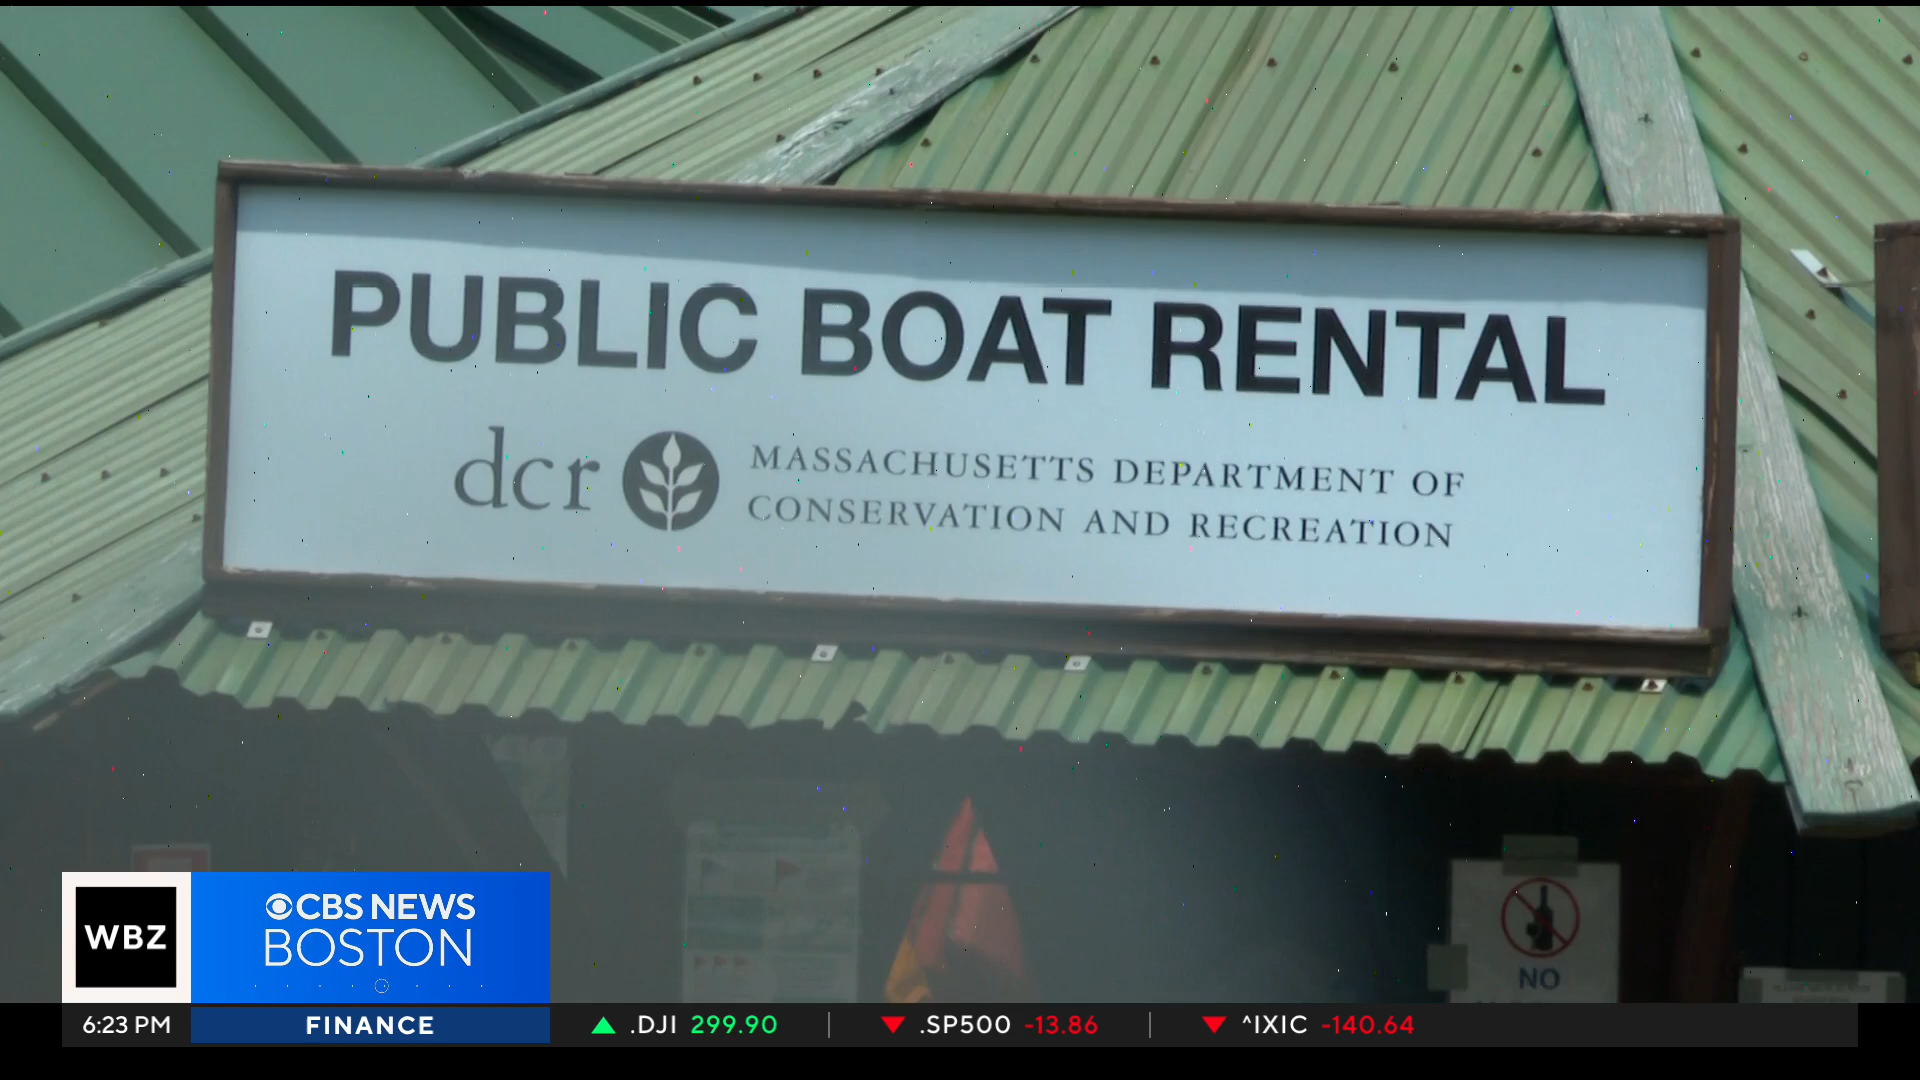 PUBLIC BOAT RENTAL
dcr
MASSACHUSETTS DEPARTMENT OF
CONSERVATION AND RECREATION
NO
WBZ
CBS NEWS
BOSTON
6:23 PM
FINANCE
.DJI 299.90
.SP500 -13.86
^IXIC -140.64